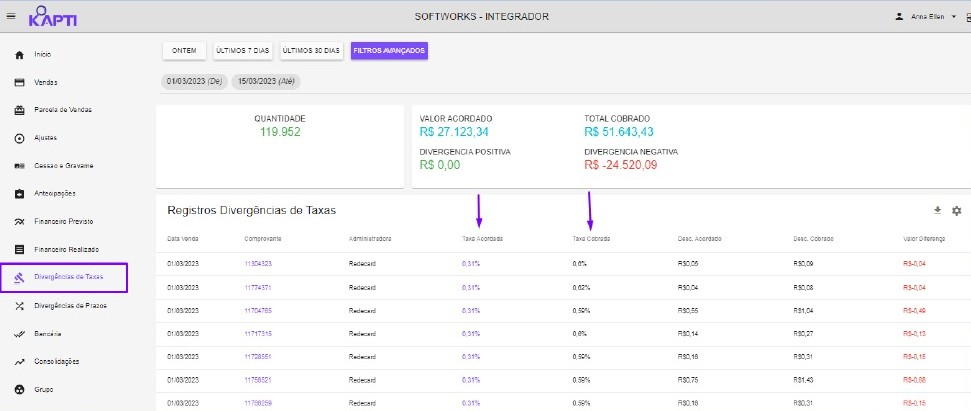 KAPTI
SOFTWORKS - INTEGRADOR
Anna Ellen
Início
Vendas
Parcela de Vendas
Ajustes
Cessao e Gravame
Antecipações
Financeiro Previsto
Financeiro Realizado
Divergências de Taxas
Divergências de Prazos
Bancária
Consolidações
Grupo
ONTEM ÚLTIMOS 7 DIAS ÚLTIMOS 30 DIAS FILTROS AVANÇADOS
01/03/2023 (De) 15/03/2023 (Até)
QUANTIDADE
119.952
VALOR ACORDADO TOTAL COBRADO
R$ 27.123,34 R$ 51.643,43
DIVERGENCIA POSITIVA DIVERGENCIA NEGATIVA
R$ 0,00 R$ -24.520,09
Registros Divergências de Taxas
Data Venda Comprovante Administradora Taxa Acordada Taxa Cobrada Desc. Acordado Desc. Cobrado Valor Diferença
01/03/2023 11304323 Redecard 0,31% 0,6% R$0,05 R$0,09 R$-0,04
01/03/2023 11774371 Redecard 0,31% 0,62% R$0,04 R$0,08 R$-0,04
01/03/2023 11704765 Redecard 0,31% 0,59% R$0,55 R$1,04 R$-0,49
01/03/2023 11717315 Redecard 0,31% 0,6% R$0,14 R$0,27 R$-0,13
01/03/2023 11728551 Redecard 0,31% 0,59% R$0,16 R$0,31 R$-0,15
01/03/2023 11756521 Redecard 0,31% 0,59% R$0,75 R$1,43 R$-0,68
01/03/2023 11766259 Redecard 0,31% 0,59% R$0,16 R$0,31 R$-0,15